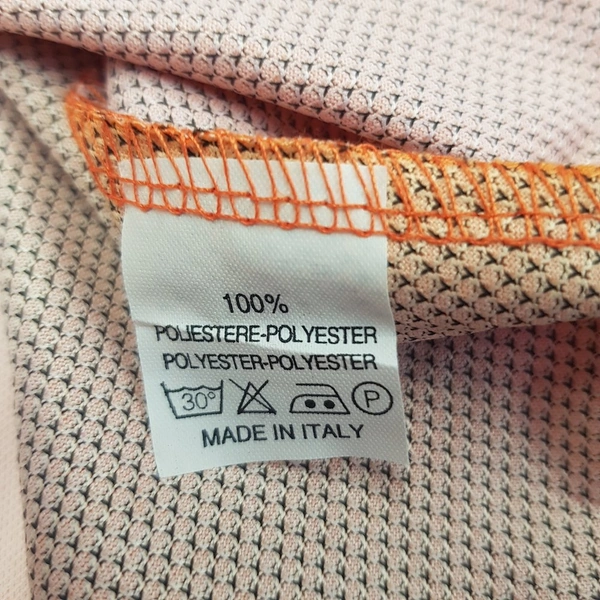 100%
POLIESTERE-POLYESTER
POLYESTER-POLYESTER
30° P
MADE IN ITALY